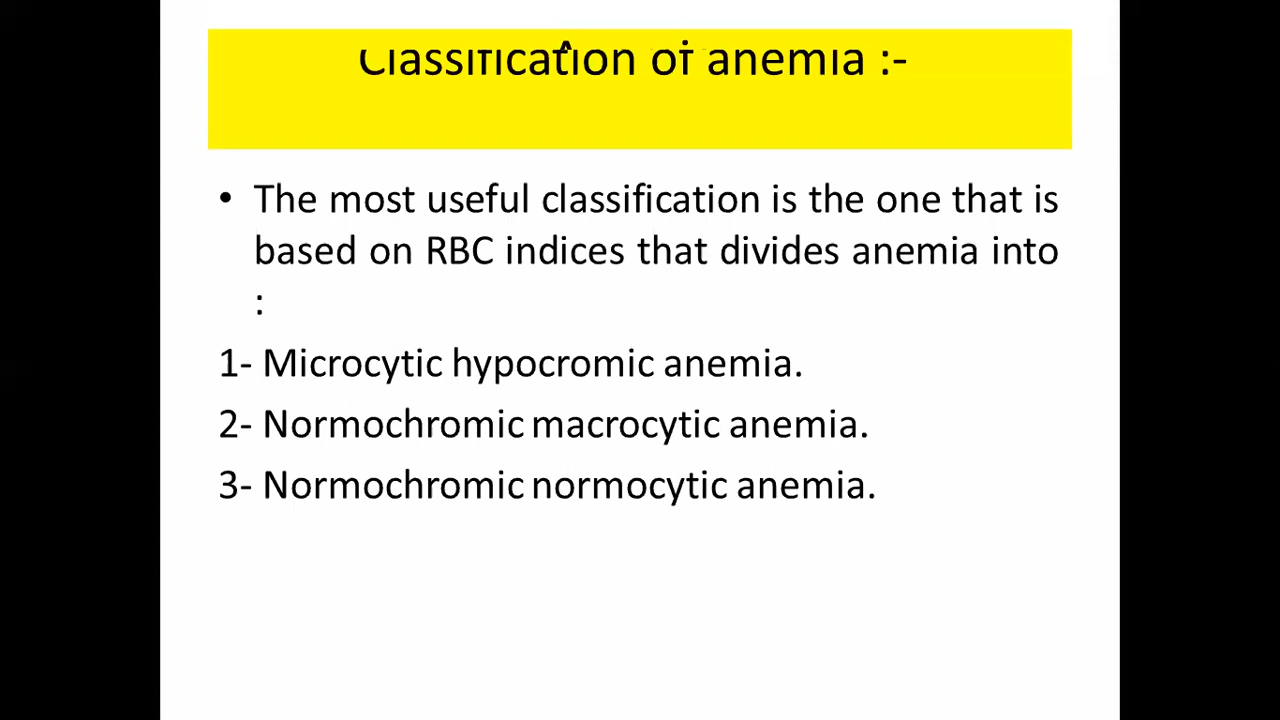 Classification of anemia :-
• The most useful classification is the one that is
based on RBC indices that divides anemia into
:
1- Microcytic hypocromic anemia.
2- Normochromic macrocytic anemia.
3- Normochromic normocytic anemia.